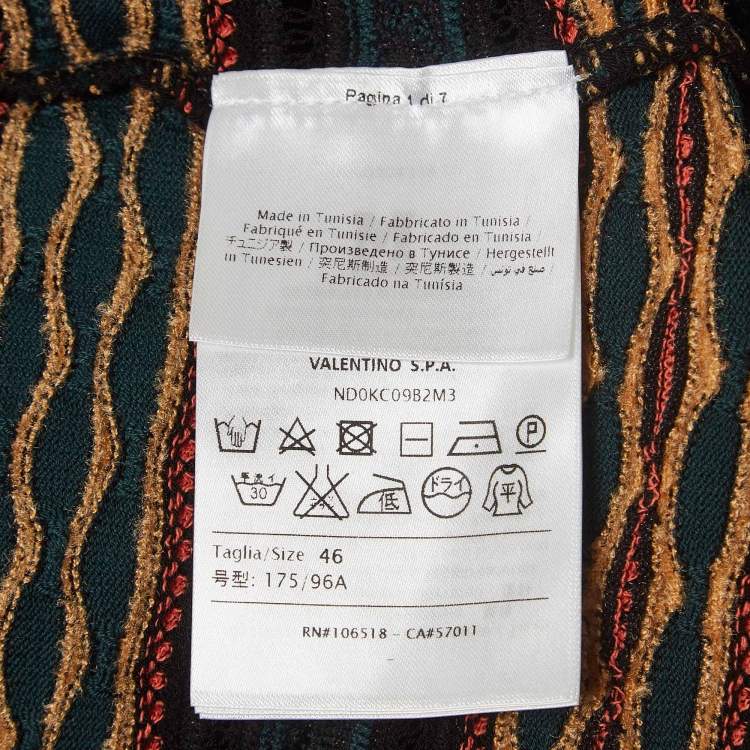 Pagina 1 di 7
Made in Tunisia / Fabbricato in Tunisia /
Fabriqué en Tunisie / Fabricado en Tunisia /
チュニジア製 / Произведено в Тунисе / Hergestellt
in Tunesien / 突尼斯制造 / 突尼斯製造 / صنع في تونس /
Fabricado na Tunísia
VALENTINO S.P.A.
ND0KC09B2M3
P
30
低
ドライ
平
Taglia/Size 46
号型: 175/96A
RN#106518 - CA#57011